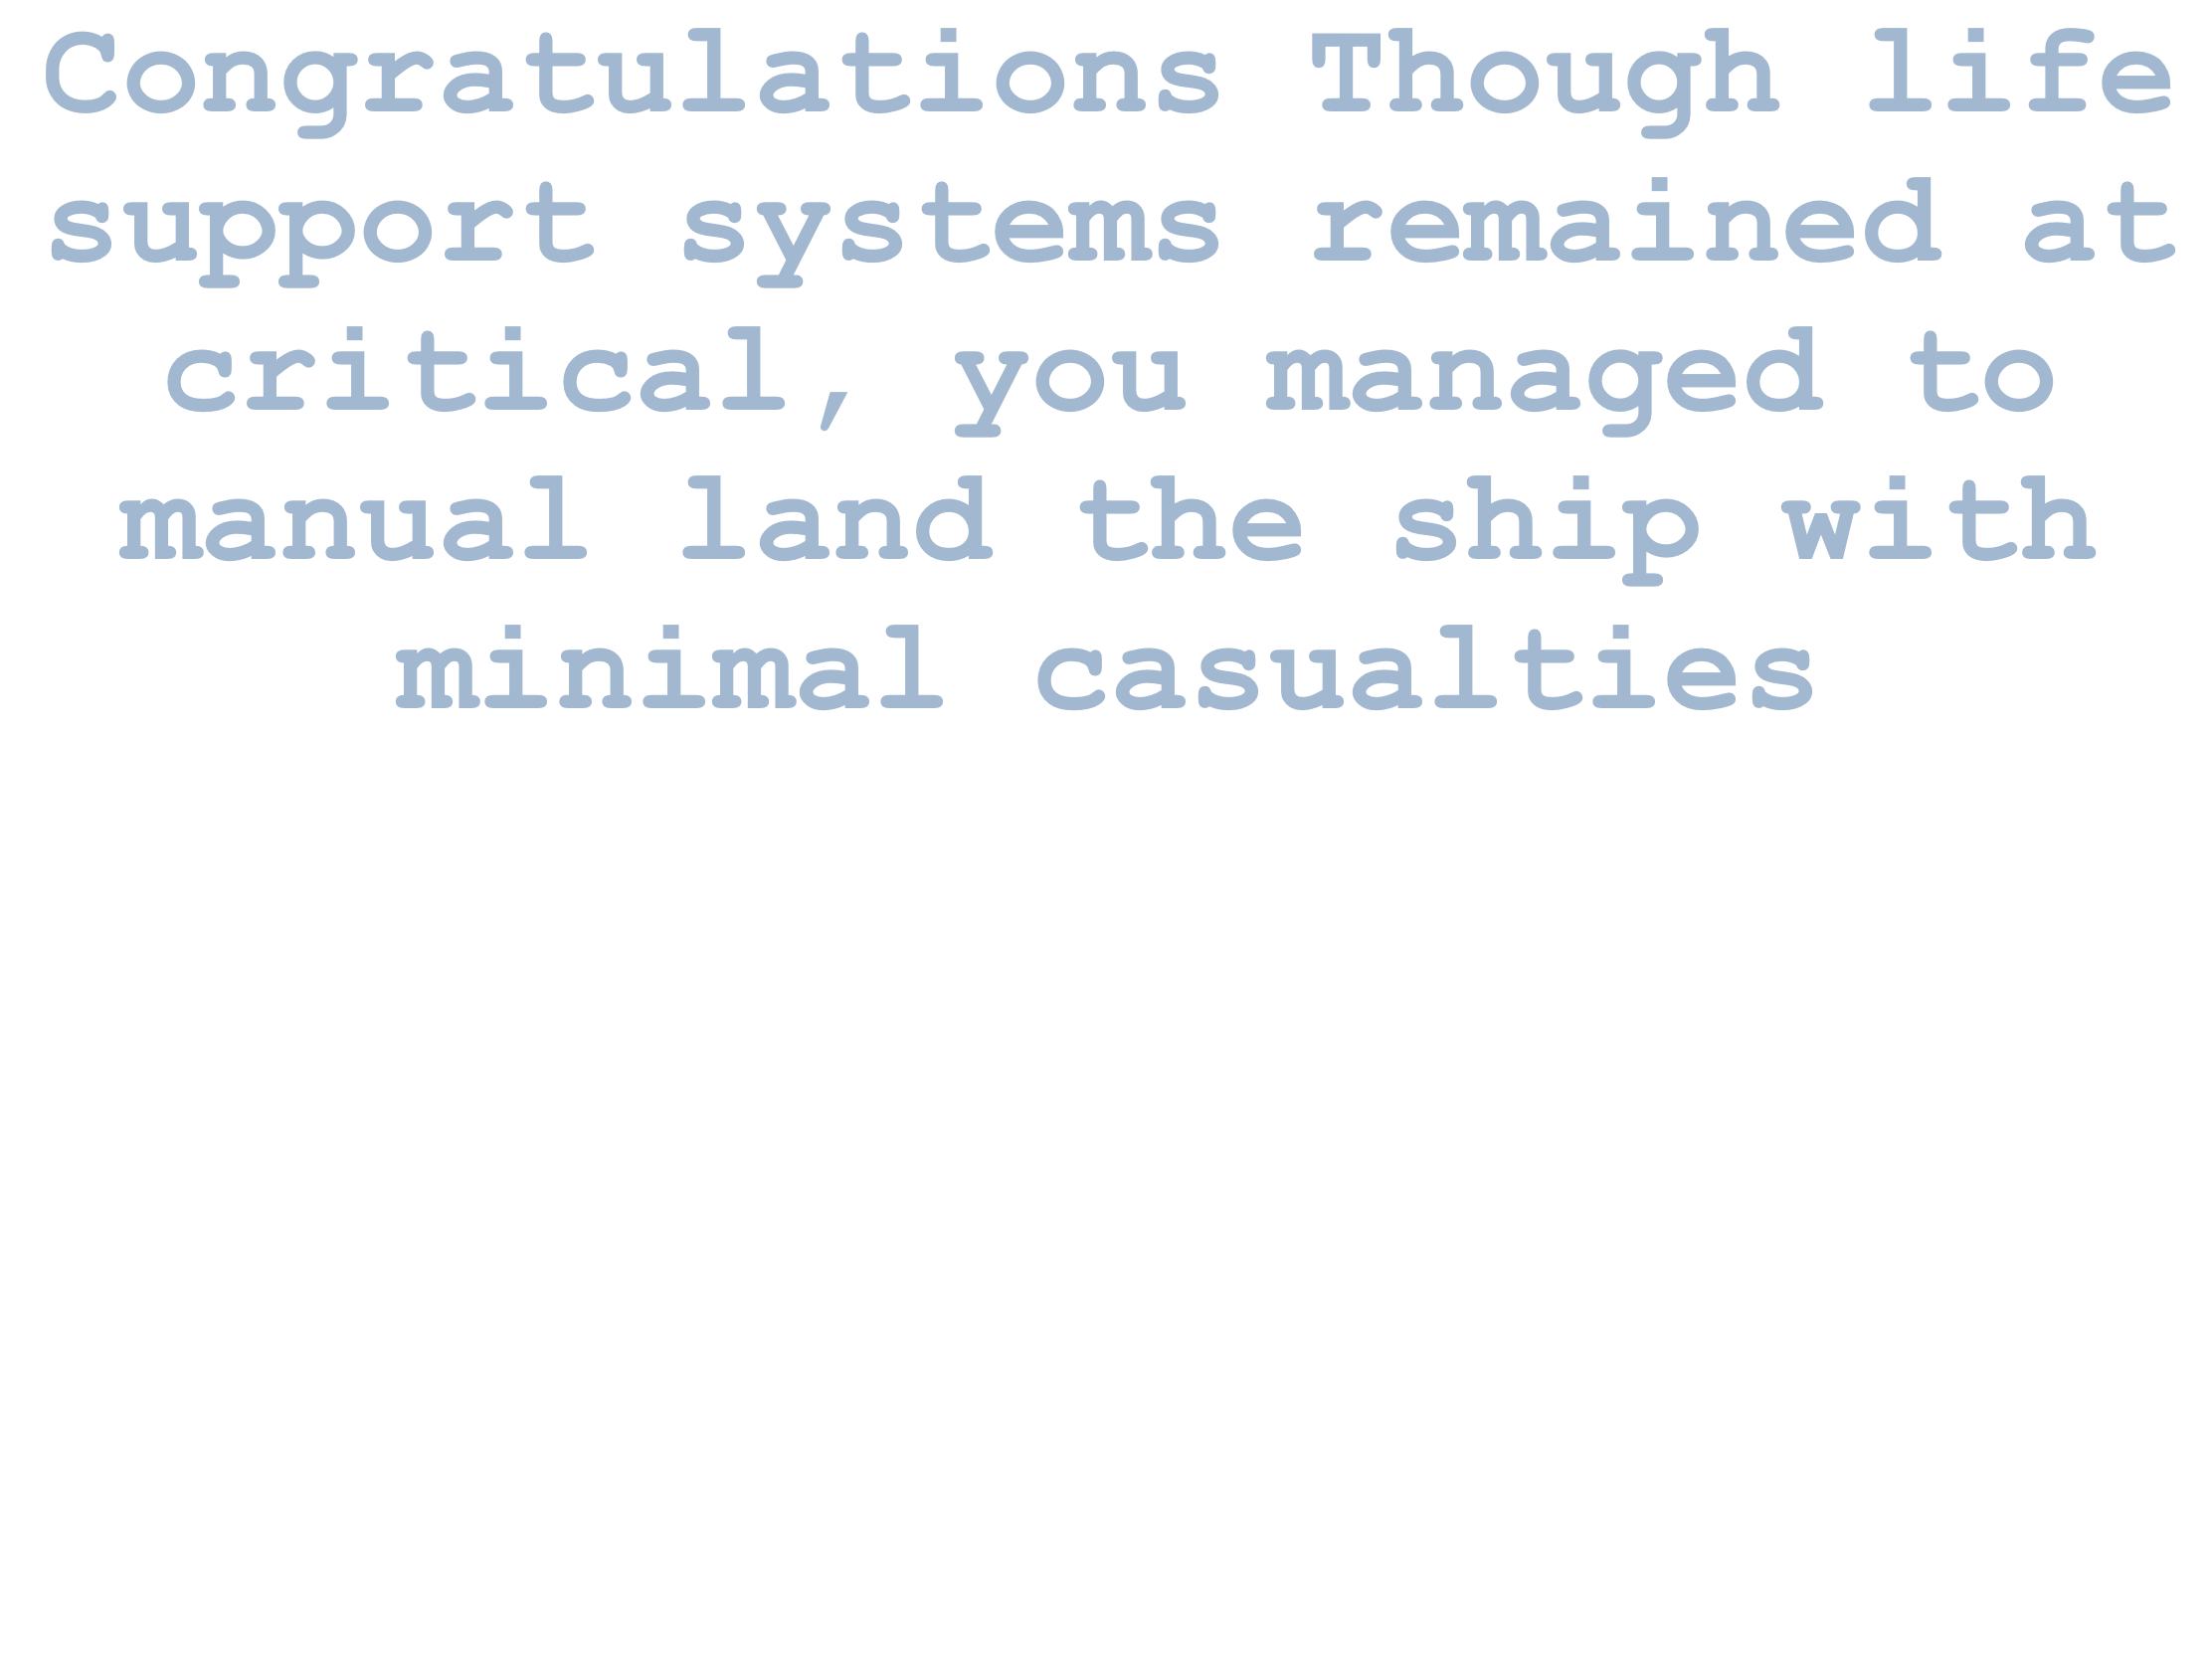 Congratulations Though life
support systems remained at
critical, you managed to
manual land the ship with
minimal casualties